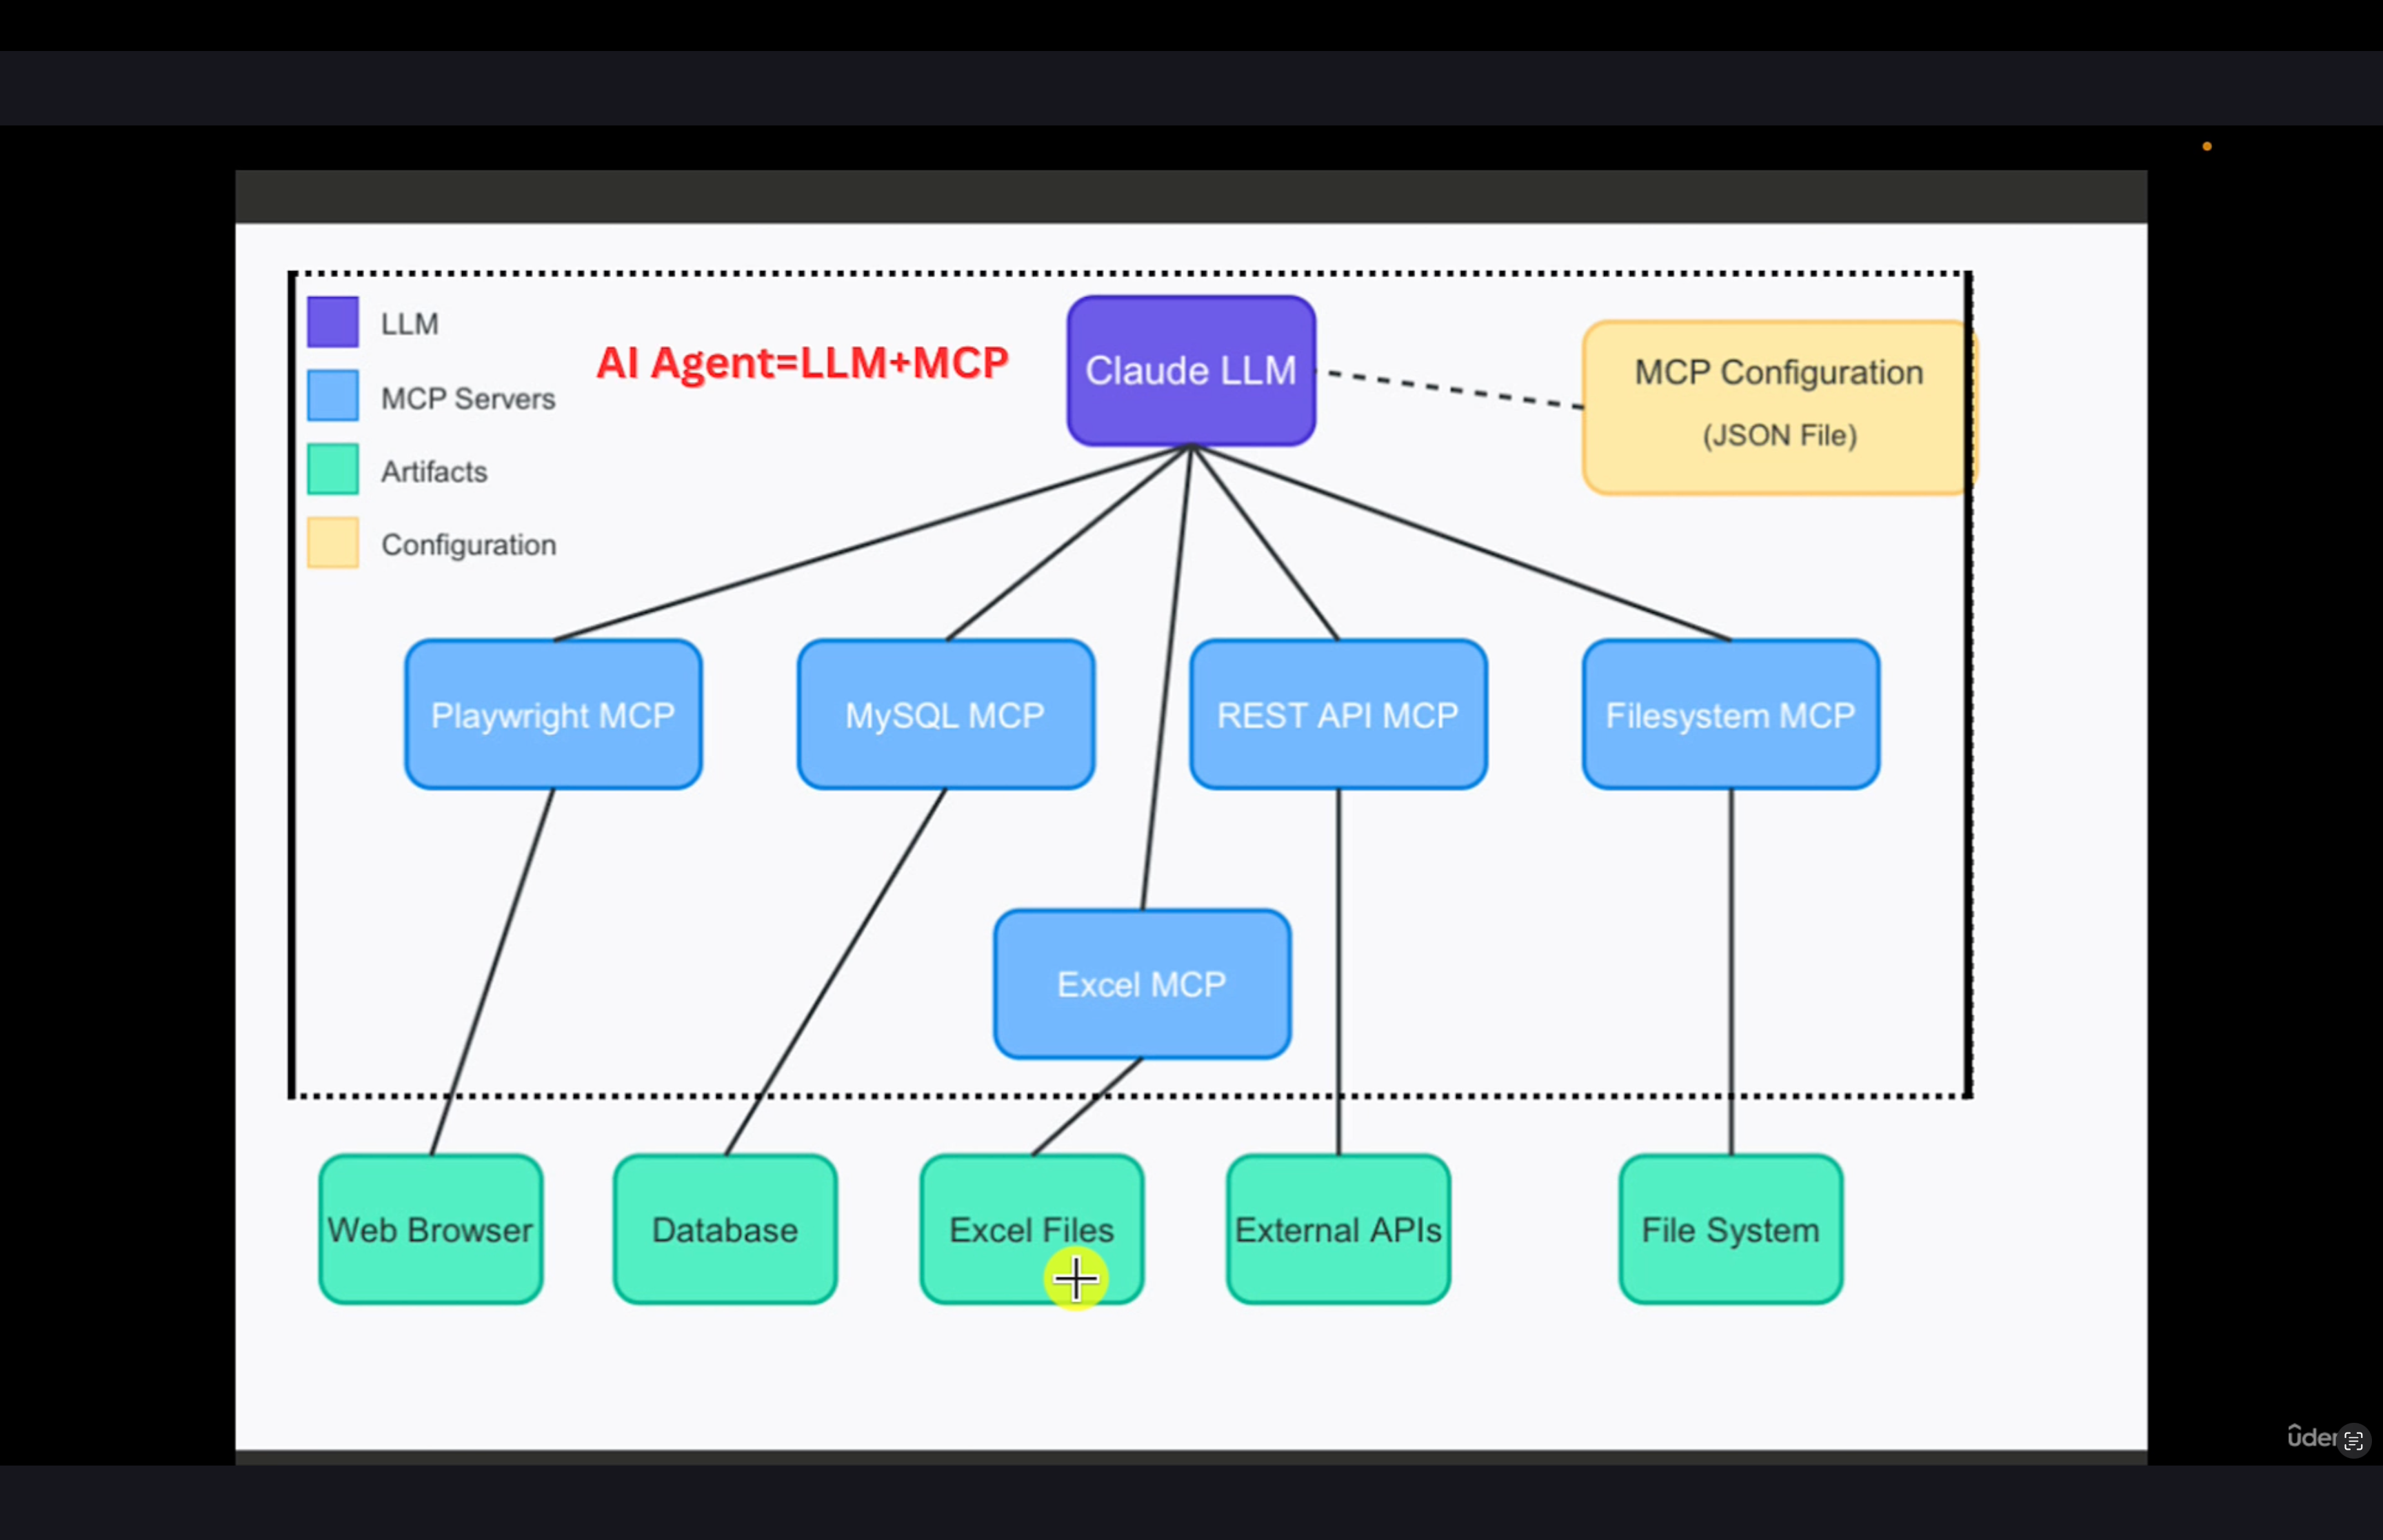 LLM
MCP Servers
Artifacts
Configuration
AI Agent=LLM+MCP
Claude LLM
MCP Configuration
(JSON File)
Playwright MCP
MySQL MCP
REST API MCP
Filesystem MCP
Excel MCP
Web Browser
Database
Excel Files
External APIs
File System